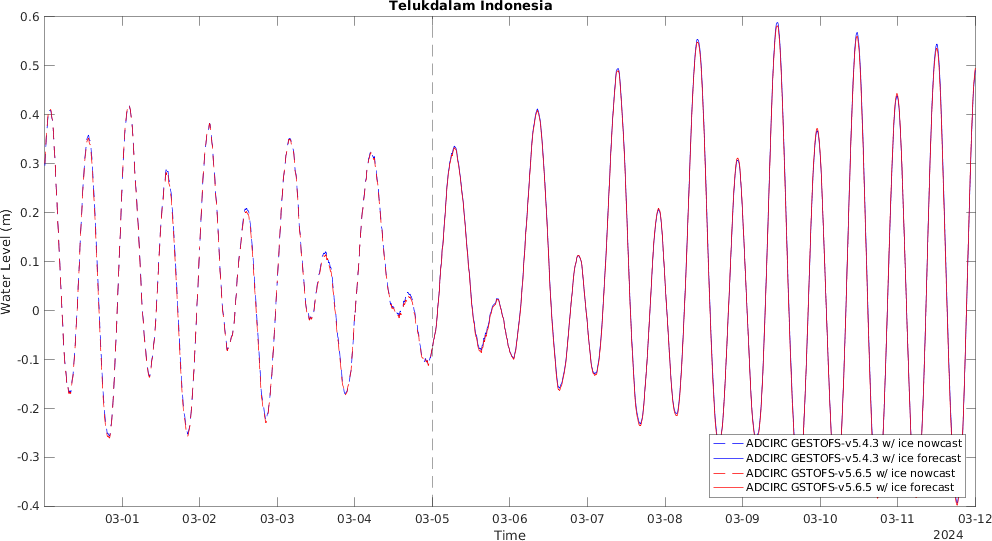 Telukdalam Indonesia
0.6
0.5
0.4
0.3
0.2
0.1
0
-0.1
-0.2
-0.3
-0.4
Water Level (m)
ADCIRC GESTOFS-v5.4.3 w/ ice nowcast
ADCIRC GESTOFS-v5.4.3 w/ ice forecast
ADCIRC GSTOFS-v5.6.5 w/ ice nowcast
ADCIRC GSTOFS-v5.6.5 w/ ice forecast
03-01 03-02 03-03 03-04 03-05 03-06 03-07 03-08 03-09 03-10 03-11 03-12
Time
2024